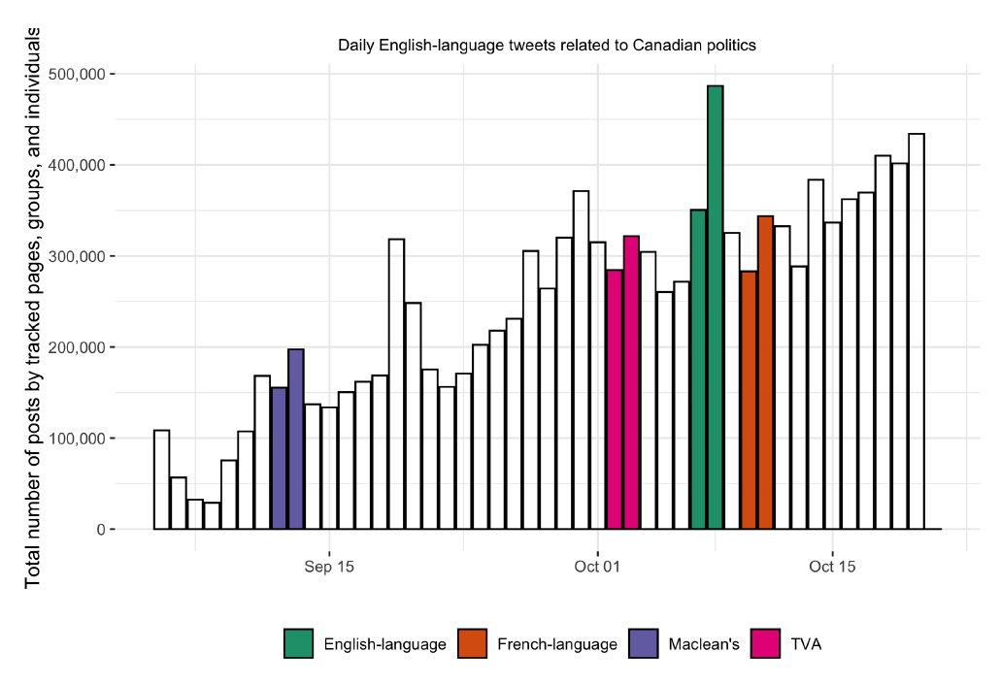 Daily English-language tweets related to Canadian politics
Total number of posts by tracked pages, groups, and individuals
500,000
400,000
300,000
200,000
100,000
0
Sep 15
Oct 01
Oct 15
English-language
French-language
Maclean's
TVA